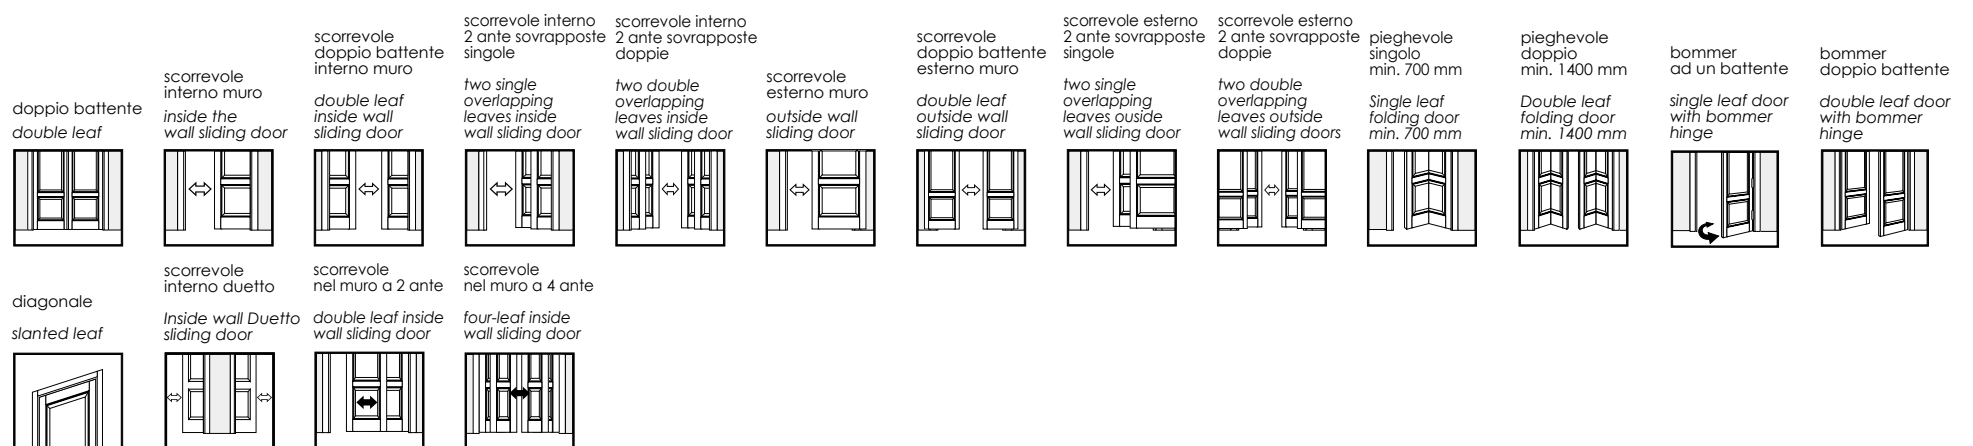 doppio battente
double leaf
scorrevole
interno muro
inside the
wall sliding door
scorrevole
doppio battente
interno muro
double leaf
inside wall
sliding door
scorrevole interno
2 ante sovrapposte
singole
two single
overlapping
leaves inside
wall sliding door
scorrevole interno
2 ante sovrapposte
doppie
two double
overlapping
leaves inside
wall sliding door
scorrevole
esterno muro
outside wall
sliding door
scorrevole
doppio battente
esterno muro
double leaf
outside wall
sliding door
scorrevole esterno
2 ante sovrapposte
singole
two single
overlapping
leaves ouside
wall sliding door
scorrevole esterno
2 ante sovrapposte
doppie
two double
overlapping
leaves outside
wall sliding doors
pieghevole
singolo
min. 700 mm
Single leaf
folding door
min. 700 mm
pieghevole
doppio
min. 1400 mm
Double leaf
folding door
min. 1400 mm
bommer
ad un battente
single leaf door
with bommer
hinge
bommer
doppio battente
double leaf door
with bommer
hinge
diagonale
slanted leaf
scorrevole
interno duetto
Inside wall Duetto
sliding door
scorrevole
nel muro a 2 ante
double leaf inside
wall sliding door
scorrevole
nel muro a 4 ante
four-leaf inside
wall sliding door